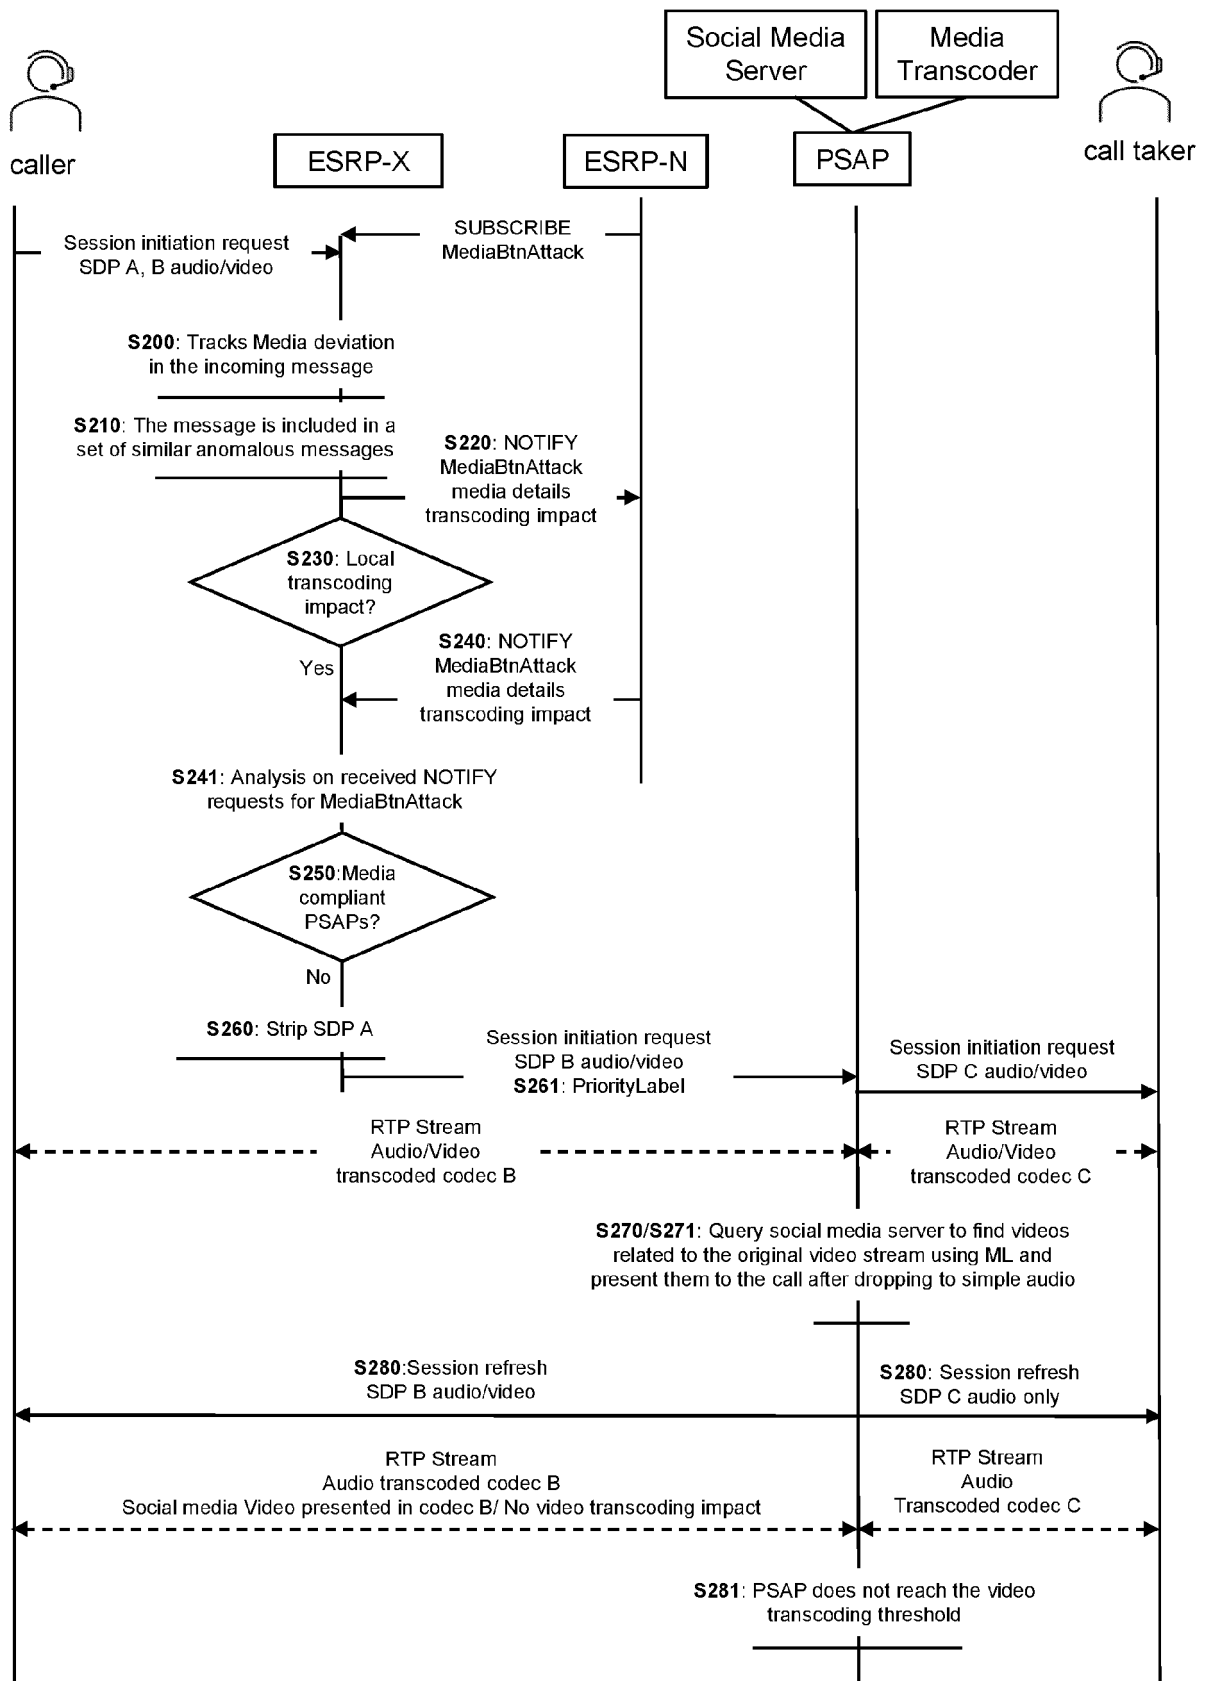 Social Media
Server
Media
Transcoder
caller
ESRP-X
ESRP-N
PSAP
call taker
SUBSCRIBE
MediaBtnAttack
Session initiation request
SDP A, B audio/video
S200: Tracks Media deviation
in the incoming message
S210: The message is included in a
set of similar anomalous messages
S220: NOTIFY
MediaBtnAttack
media details
transcoding impact
S230: Local
transcoding
impact?
Yes
S240: NOTIFY
MediaBtnAttack
media details
transcoding impact
S241: Analysis on received NOTIFY
requests for MediaBtnAttack
S250:Media
compliant
PSAPs?
No
S260: Strip SDP A
Session initiation request
SDP B audio/video
S261: PriorityLabel
Session initiation request
SDP C audio/video
RTP Stream
Audio/Video
transcoded codec B
RTP Stream
Audio/Video
transcoded codec C
S270/S271: Query social media server to find videos
related to the original video stream using ML and
present them to the call after dropping to simple audio
S280:Session refresh
SDP B audio/video
S280: Session refresh
SDP C audio only
RTP Stream
Audio transcoded codec B
Social media Video presented in codec B/ No video transcoding impact
RTP Stream
Audio
Transcoded codec C
S281: PSAP does not reach the video
transcoding threshold